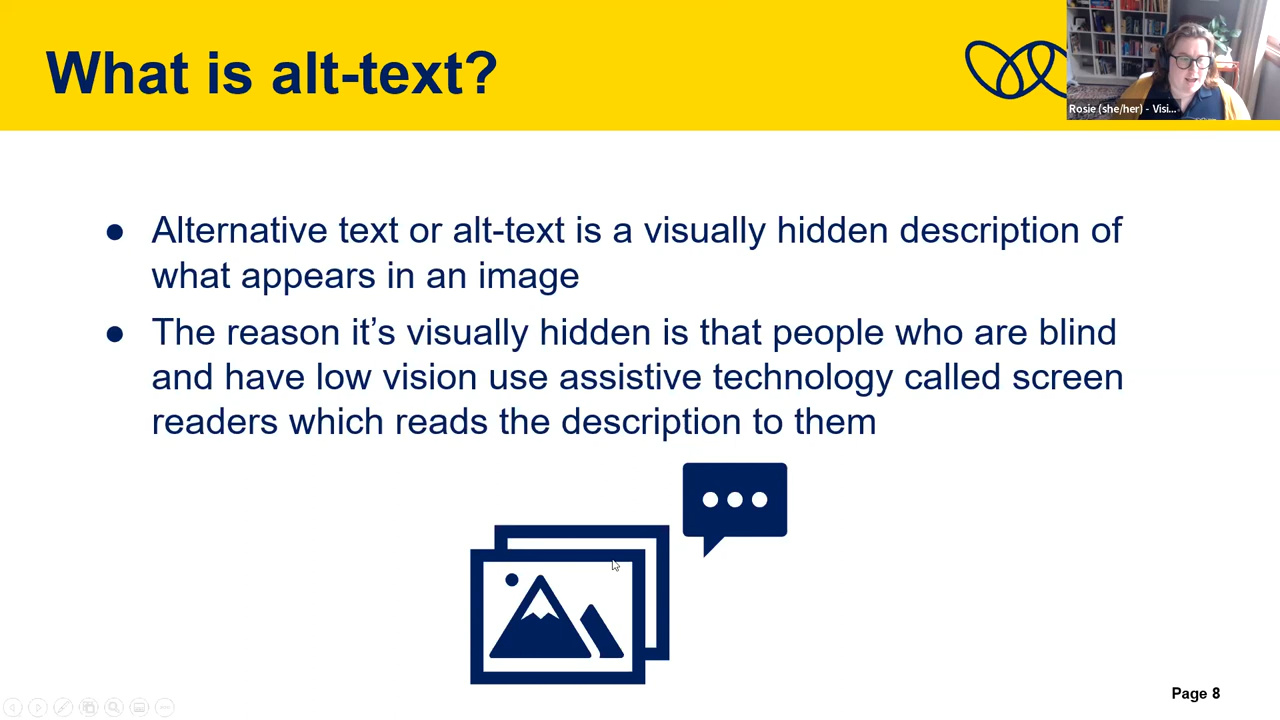 What is alt-text?
Rosie (she/her) - Visi...
● Alternative text or alt-text is a visually hidden description of
what appears in an image
● The reason it’s visually hidden is that people who are blind
and have low vision use assistive technology called screen
readers which reads the description to them
Page 8